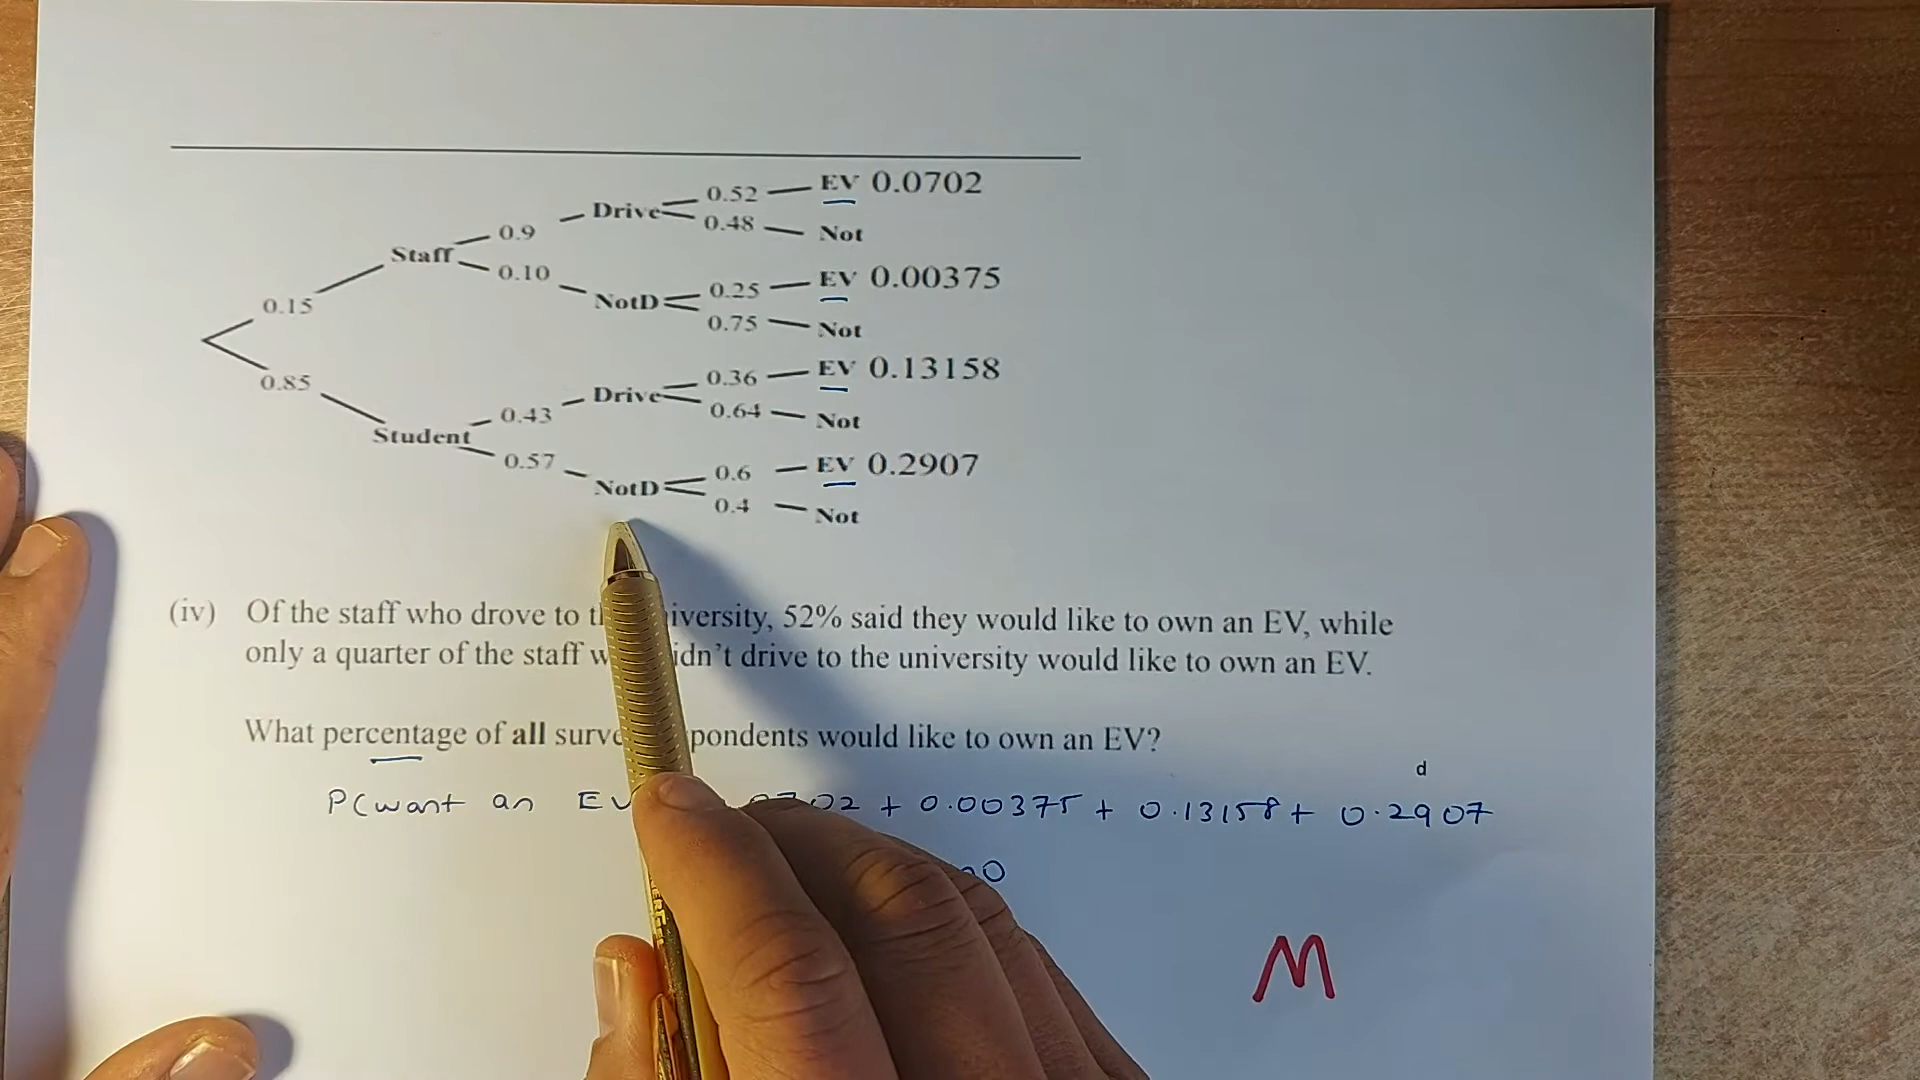 0.52 EV 0.0702
Drive
0.9 0.48 Not
Staff
0.10 0.25 EV 0.00375
0.15 NotD
0.75 Not
0.85 0.36 EV 0.13158
Drive
0.43 0.64 Not
Student
0.57 0.6 EV 0.2907
NotD
0.4 Not
(iv) Of the staff who drove to university, 52% said they would like to own an EV, while
only a quarter of the staff didn't drive to the university would like to own an EV.
What percentage of all respondents would like to own an EV?
d
P(want an EV + 0.00375 + 0.13158 + 0.2907
M